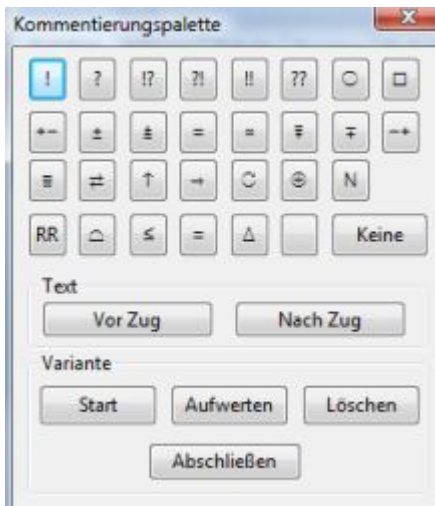 Kommentierungspalette
! ? !? ?! !! ?? ○ □
+− ± ⩲ = = ⩱ ∓ −+
≡ ⇄ ↑ → C ⊕ N
RR ⌓ ≤ = Δ Keine
Text
Vor Zug Nach Zug
Variante
Start Aufwerten Löschen
Abschließen